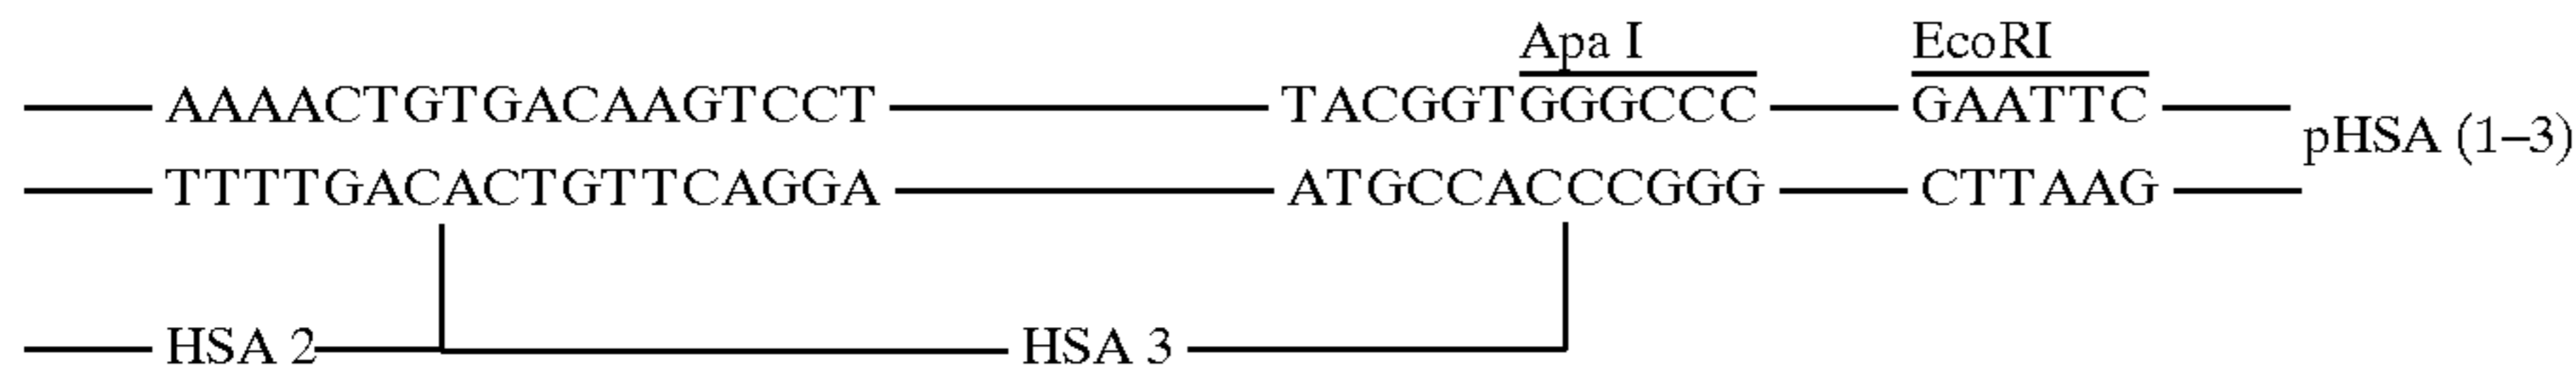 Apa I EcoRI
AAAACTGTGACAAGTCCT TACGGTGGGCCC GAATTC
pHSA (1–3)
TTTTGACACTGTTCAGGA ATGCCACCCGGG CTTAAG
HSA 2 HSA 3